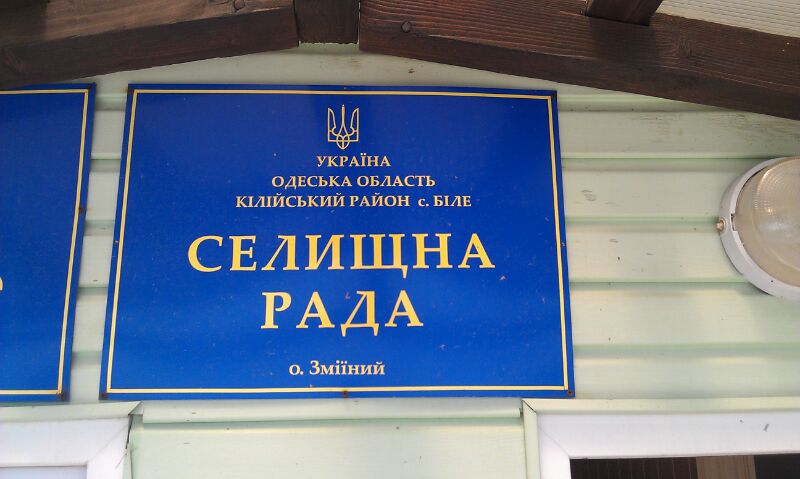 УКРАЇНА
ОДЕСЬКА ОБЛАСТЬ
КІЛІЙСЬКИЙ РАЙОН с. БІЛЕ
СЕЛИЩНА
РАДА
о. Зміїний